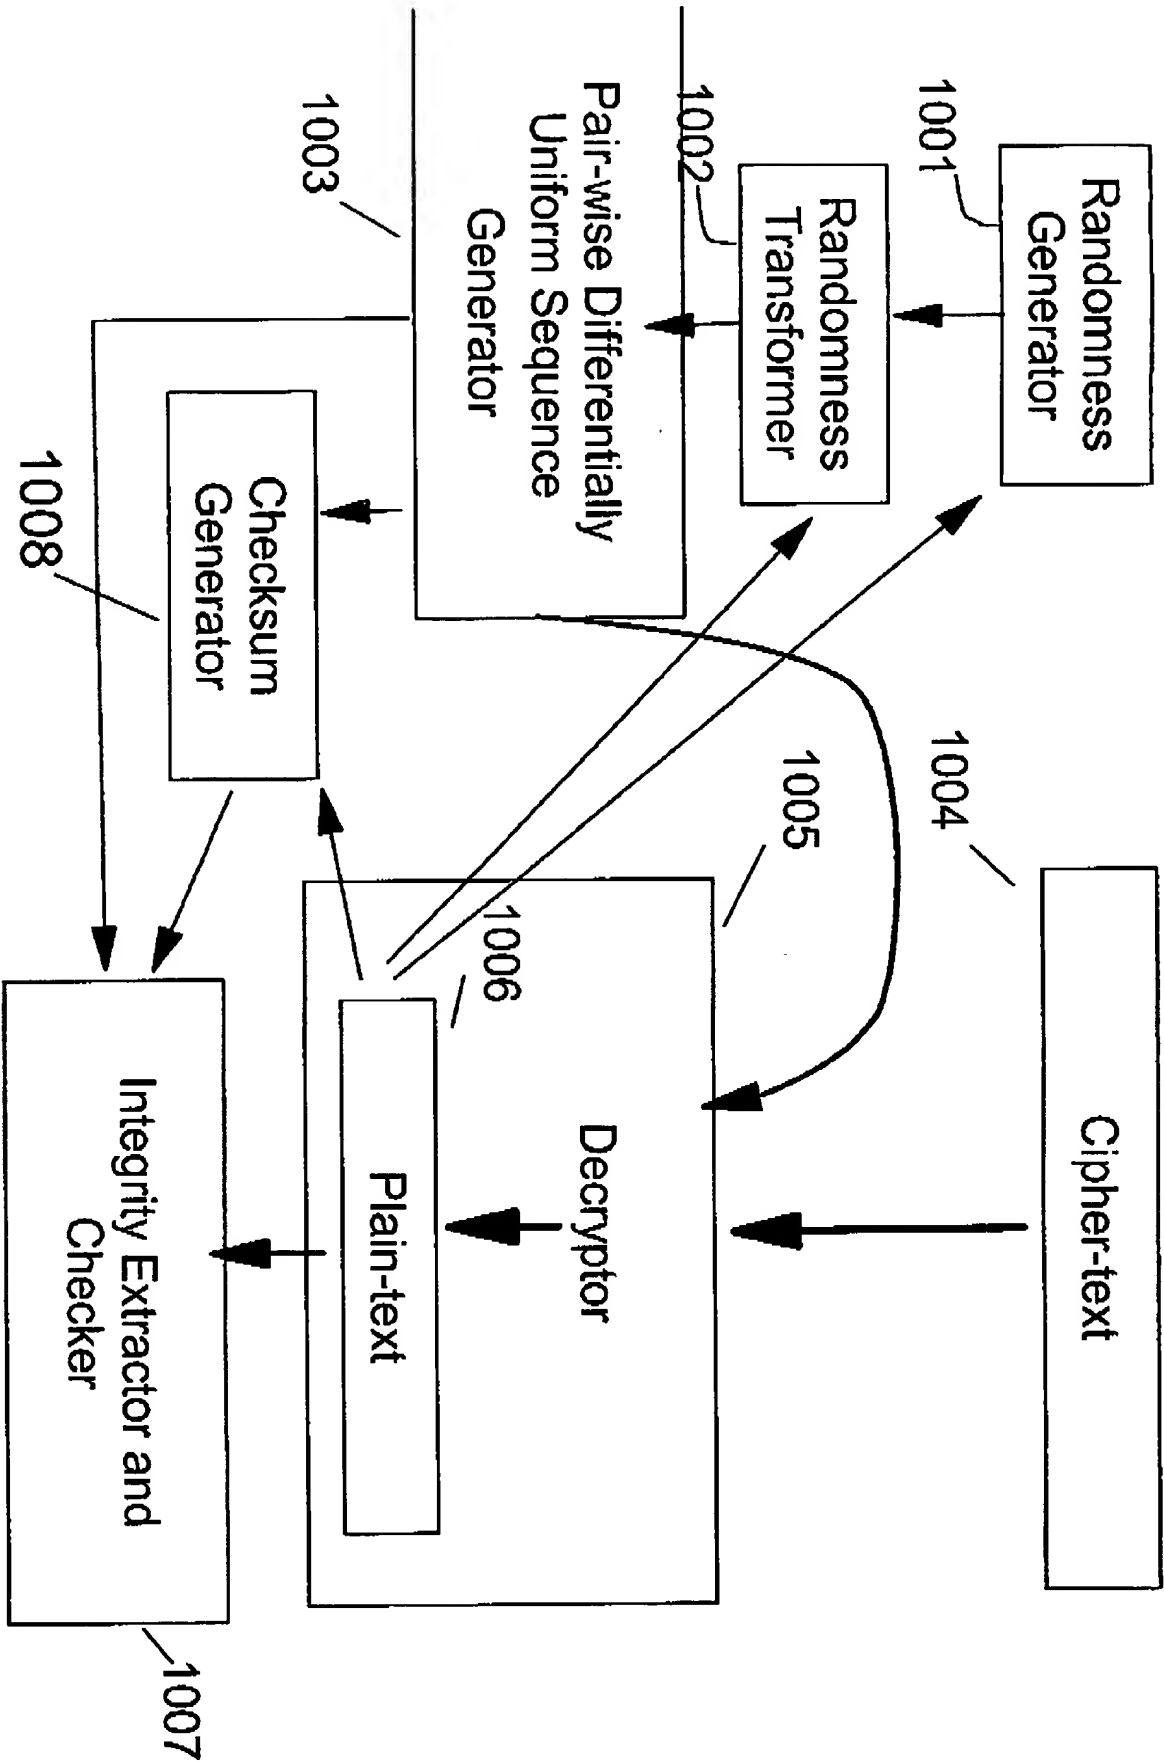 Randomness
Generator
1001
Randomness
Transformer
1002
Pair-wise Differentially
Uniform Sequence
Generator
1003
Checksum
Generator
1008
Cipher-text
1004
1005
Decryptor
1006
Plain-text
Integrity Extractor and
Checker
1007